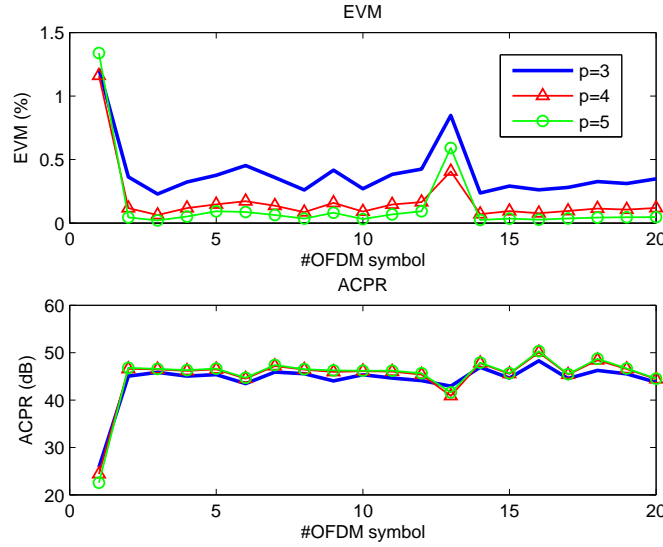 EVM
1.5
1
0.5
0
EVM (%)
p=3
p=4
p=5
0 5 10 15 20
#OFDM symbol
ACPR
60
50
40
30
20
ACPR (dB)
0 5 10 15 20
#OFDM symbol